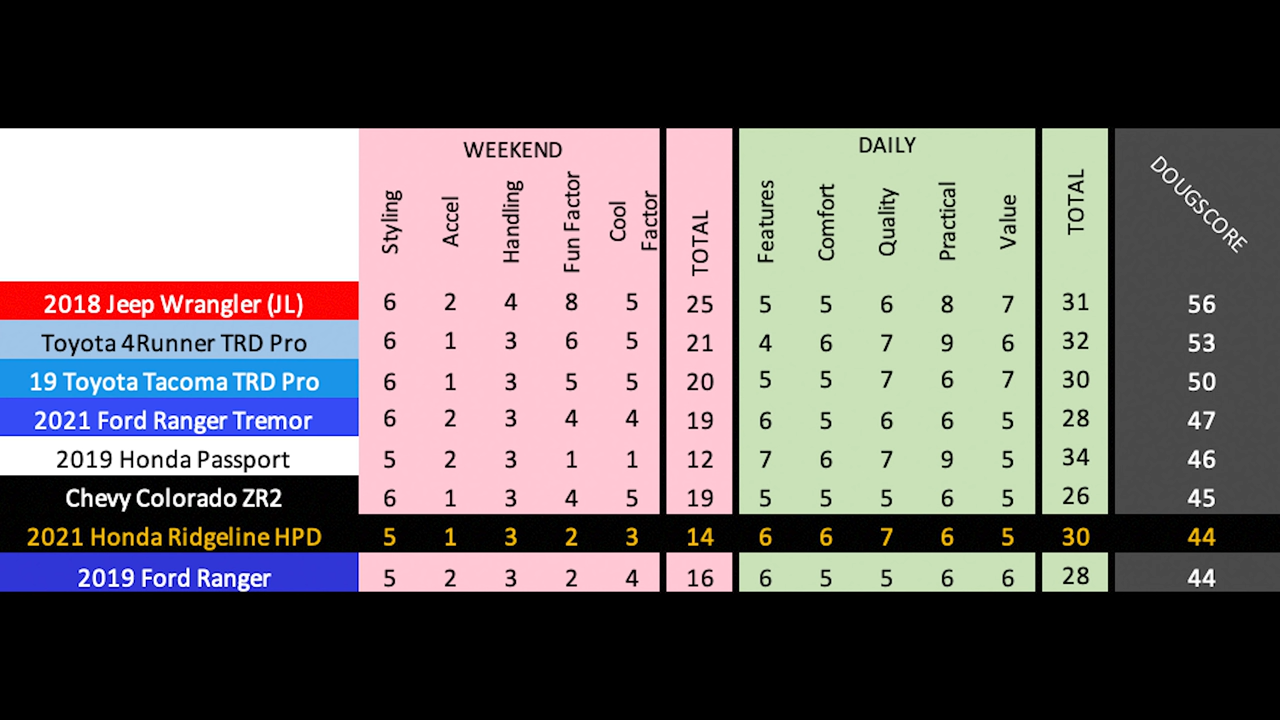 WEEKEND DAILY
Styling Accel Handling Fun Factor Cool Factor TOTAL Features Comfort Quality Practical Value TOTAL DOUGSCORE
2018 Jeep Wrangler (JL) 6 2 4 8 5 25 5 5 6 8 7 31 56
Toyota 4Runner TRD Pro 6 1 3 6 5 21 4 6 7 9 6 32 53
19 Toyota Tacoma TRD Pro 6 1 3 5 5 20 5 5 7 6 7 30 50
2021 Ford Ranger Tremor 6 2 3 4 4 19 6 5 6 6 5 28 47
2019 Honda Passport 5 2 3 1 1 12 7 6 7 9 5 34 46
Chevy Colorado ZR2 6 1 3 4 5 19 5 5 5 6 5 26 45
2021 Honda Ridgeline HPD 5 1 3 2 3 14 6 6 7 6 5 30 44
2019 Ford Ranger 5 2 3 2 4 16 6 5 5 6 6 28 44